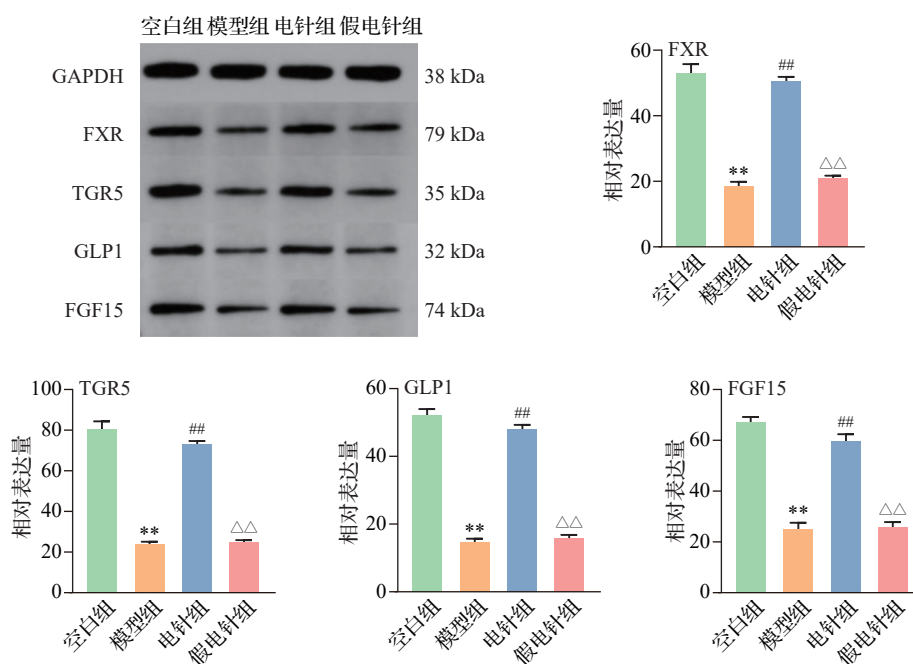 空白组 模型组 电针组 假电针组
GAPDH 38 kDa
FXR 79 kDa
TGR5 35 kDa
GLP1 32 kDa
FGF15 74 kDa
FXR
相对表达量
60
40
20
0
**
##
△△
空白组 模型组 电针组 假电针组
TGR5
相对表达量
100
80
60
40
20
0
**
##
△△
空白组 模型组 电针组 假电针组
GLP1
相对表达量
60
40
20
0
**
##
△△
空白组 模型组 电针组 假电针组
FGF15
相对表达量
80
60
40
20
0
**
##
△△
空白组 模型组 电针组 假电针组